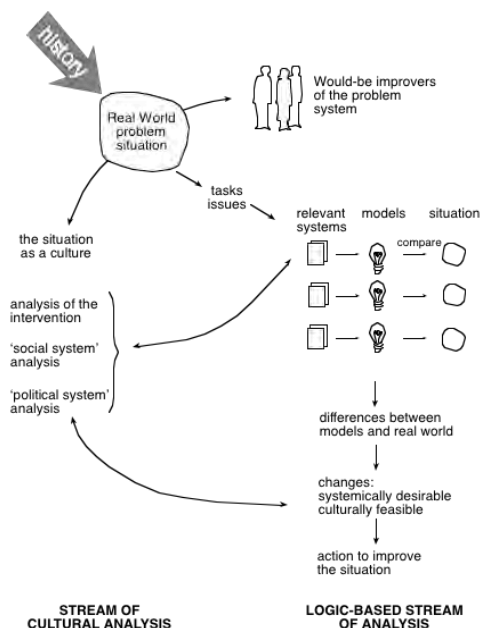 history
Real World
problem
situation
Would-be improvers
of the problem
system
tasks
issues
relevant
systems
models
situation
compare
the situation
as a culture
analysis of the
intervention
‘social system’
analysis
‘political system’
analysis
differences between
models and real world
changes:
systemically desirable
culturally feasible
action to improve
the situation
STREAM OF
CULTURAL ANALYSIS
LOGIC-BASED STREAM
OF ANALYSIS